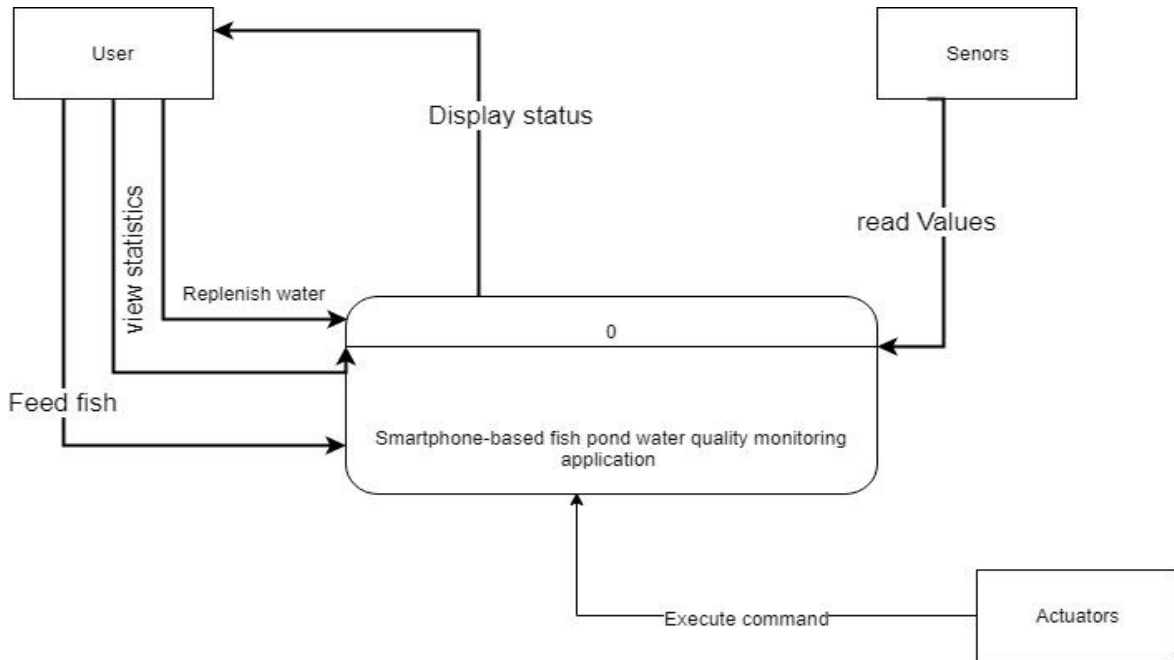 User
Senors
Display status
view statistics
read Values
Replenish water
0
Feed fish
Smartphone-based fish pond water quality monitoring
application
Execute command
Actuators